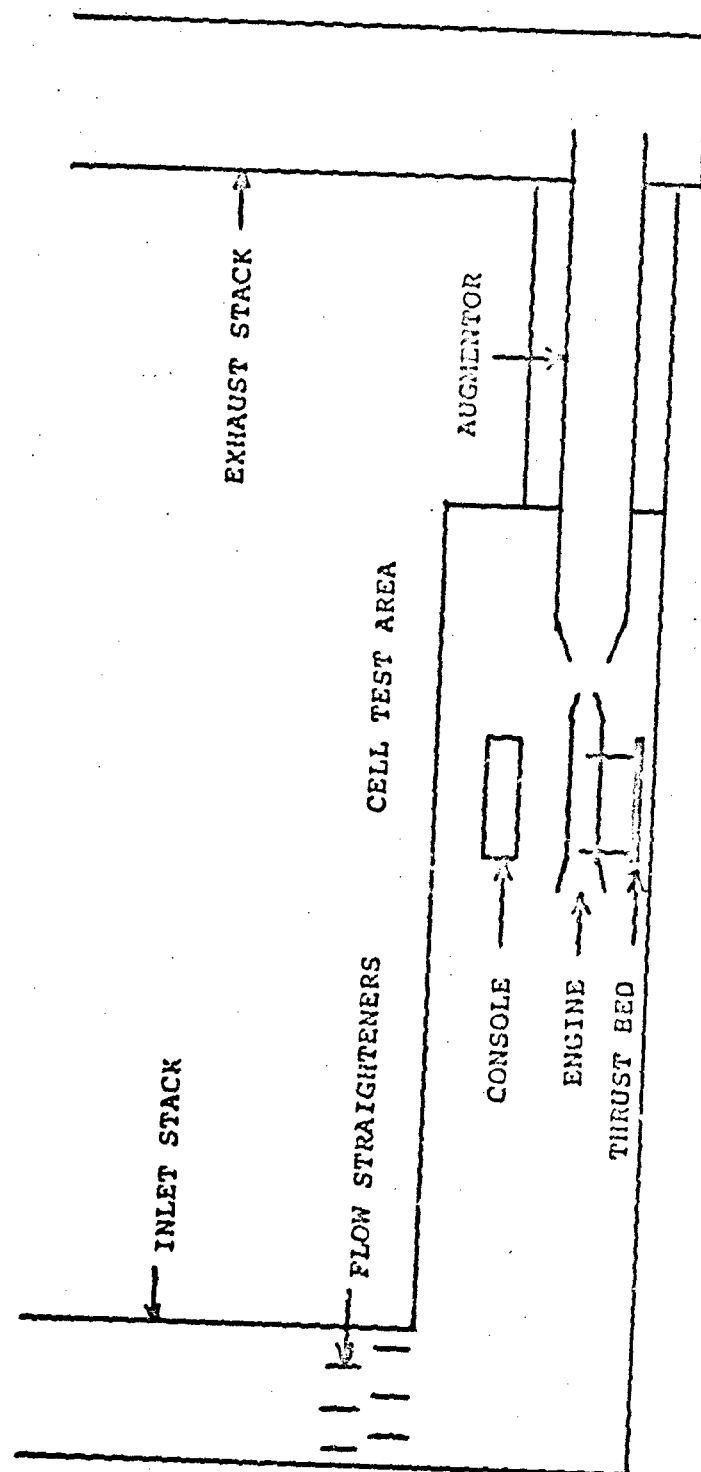 EXHAUST STACK
AUGMENTOR
CELL TEST AREA
INLET STACK
FLOW STRAIGHTENERS
CONSOLE
ENGINE
THRUST BED